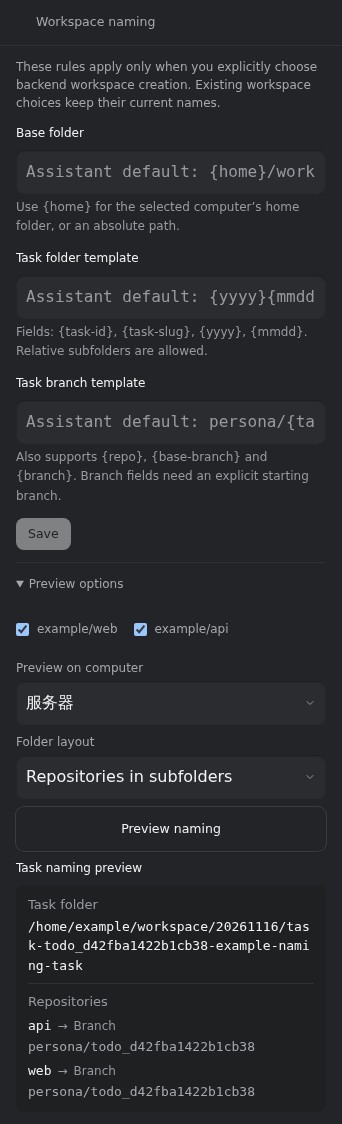 Workspace naming
These rules apply only when you explicitly choose
backend workspace creation. Existing workspace
choices keep their current names.
Base folder
Assistant default: {home}/work
Use {home} for the selected computer’s home
folder, or an absolute path.
Task folder template
Assistant default: {yyyy}{mmdd
Fields: {task-id}, {task-slug}, {yyyy}, {mmdd}.
Relative subfolders are allowed.
Task branch template
Assistant default: persona/{ta
Also supports {repo}, {base-branch} and
{branch}. Branch fields need an explicit starting
branch.
Save
▼ Preview options
example/web example/api
Preview on computer
服务器
Folder layout
Repositories in subfolders
Preview naming
Task naming preview
Task folder
/home/example/workspace/20261116/tas
k-todo_d42fba1422b1cb38-example-nami
ng-task
Repositories
api → Branch
persona/todo_d42fba1422b1cb38
web → Branch
persona/todo_d42fba1422b1cb38